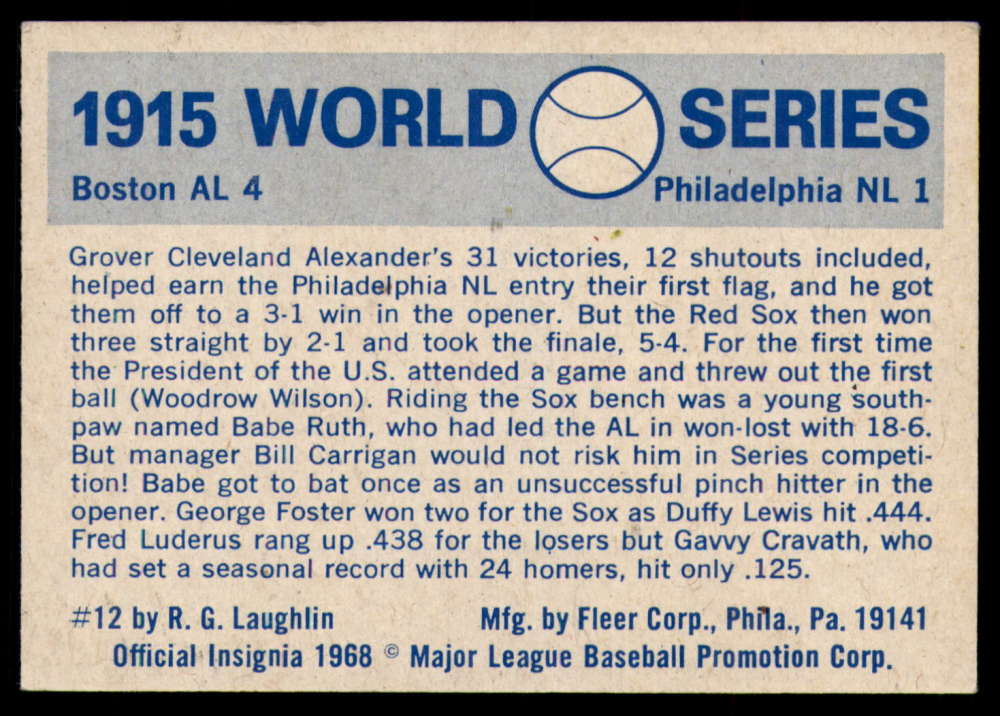 1915 WORLD SERIES
Boston AL 4 Philadelphia NL 1
Grover Cleveland Alexander's 31 victories, 12 shutouts included,
helped earn the Philadelphia NL entry their first flag, and he got
them off to a 3-1 win in the opener. But the Red Sox then won
three straight by 2-1 and took the finale, 5-4. For the first time
the President of the U.S. attended a game and threw out the first
ball (Woodrow Wilson). Riding the Sox bench was a young south-
paw named Babe Ruth, who had led the AL in won-lost with 18-6.
But manager Bill Carrigan would not risk him in Series competi-
tion! Babe got to bat once as an unsuccessful pinch hitter in the
opener. George Foster won two for the Sox as Duffy Lewis hit .444.
Fred Luderus rang up .438 for the losers but Gavvy Cravath, who
had set a seasonal record with 24 homers, hit only .125.
#12 by R. G. Laughlin Mfg. by Fleer Corp., Phila., Pa. 19141
Official Insignia 1968 © Major League Baseball Promotion Corp.